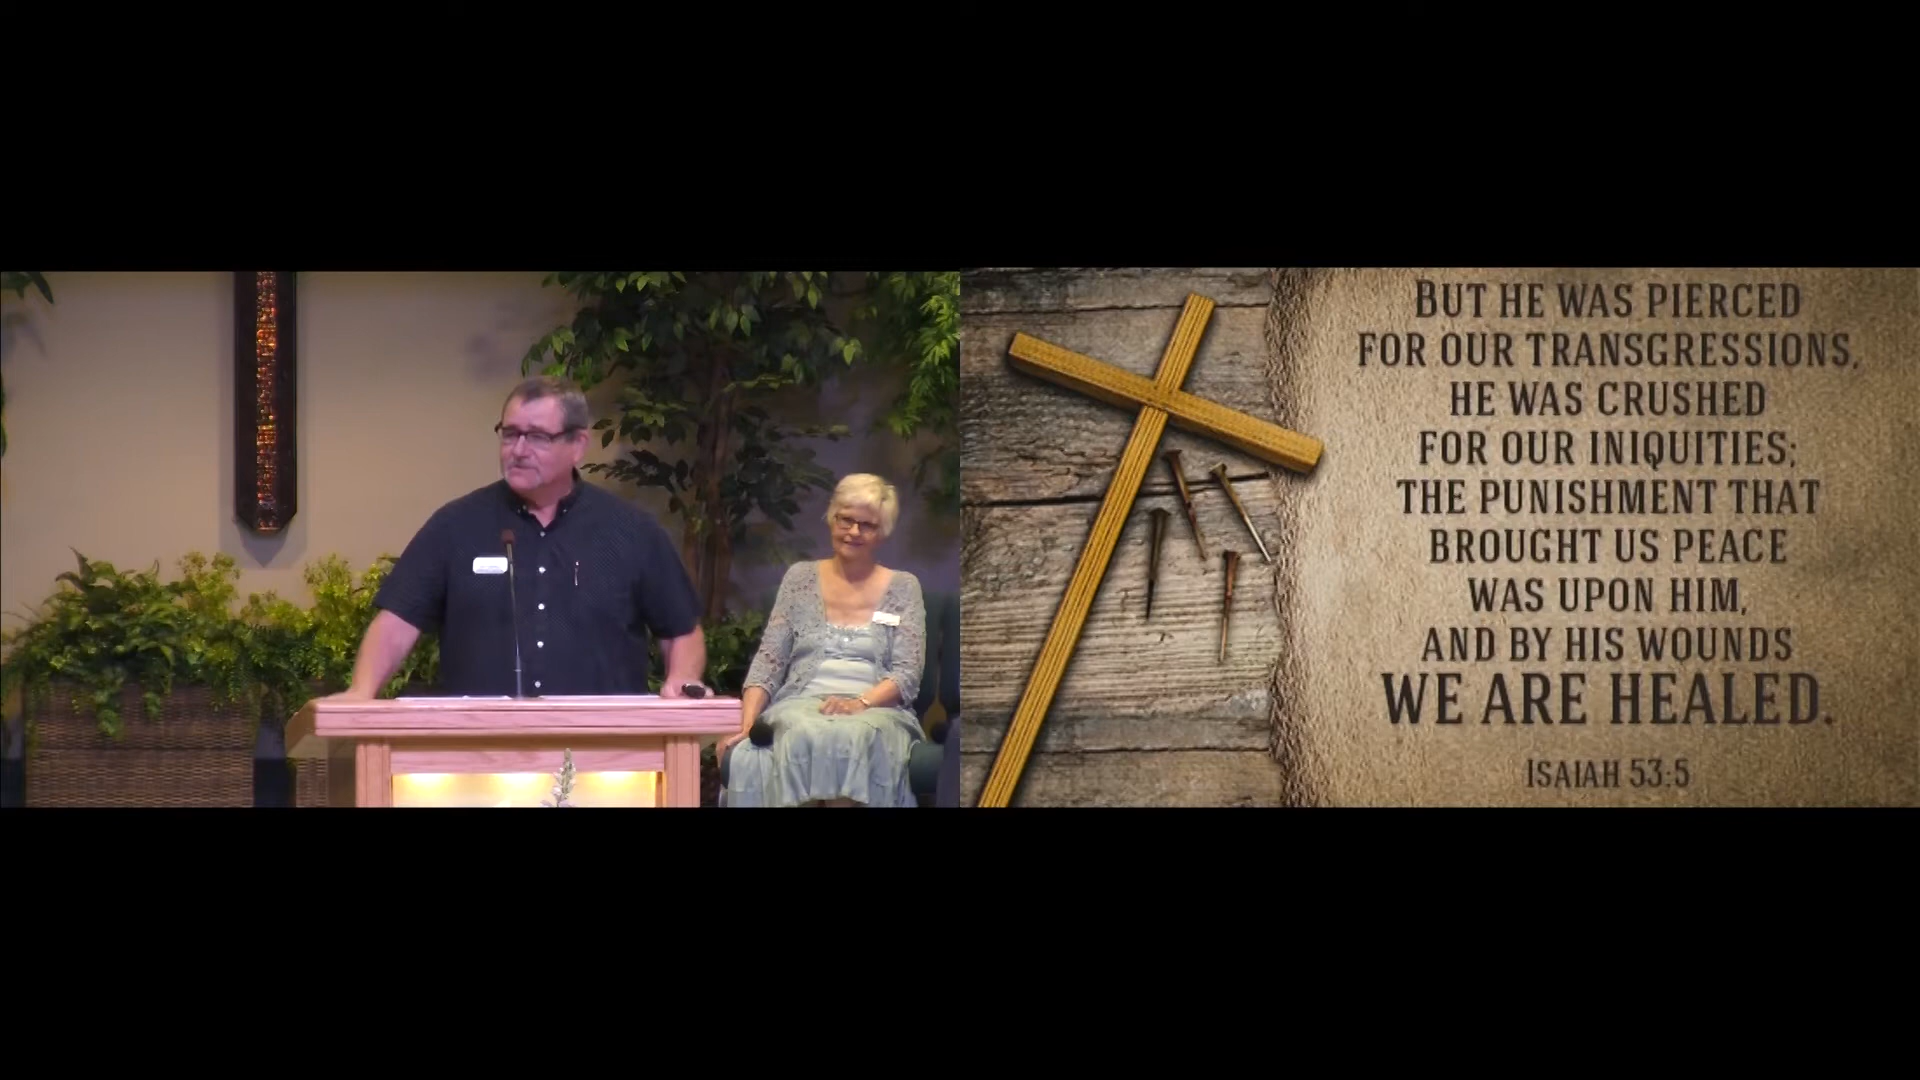 BUT HE WAS PIERCED
FOR OUR TRANSGRESSIONS,
HE WAS CRUSHED
FOR OUR INIQUITIES;
THE PUNISHMENT THAT
BROUGHT US PEACE
WAS UPON HIM,
AND BY HIS WOUNDS
WE ARE HEALED.
ISAIAH 53:5